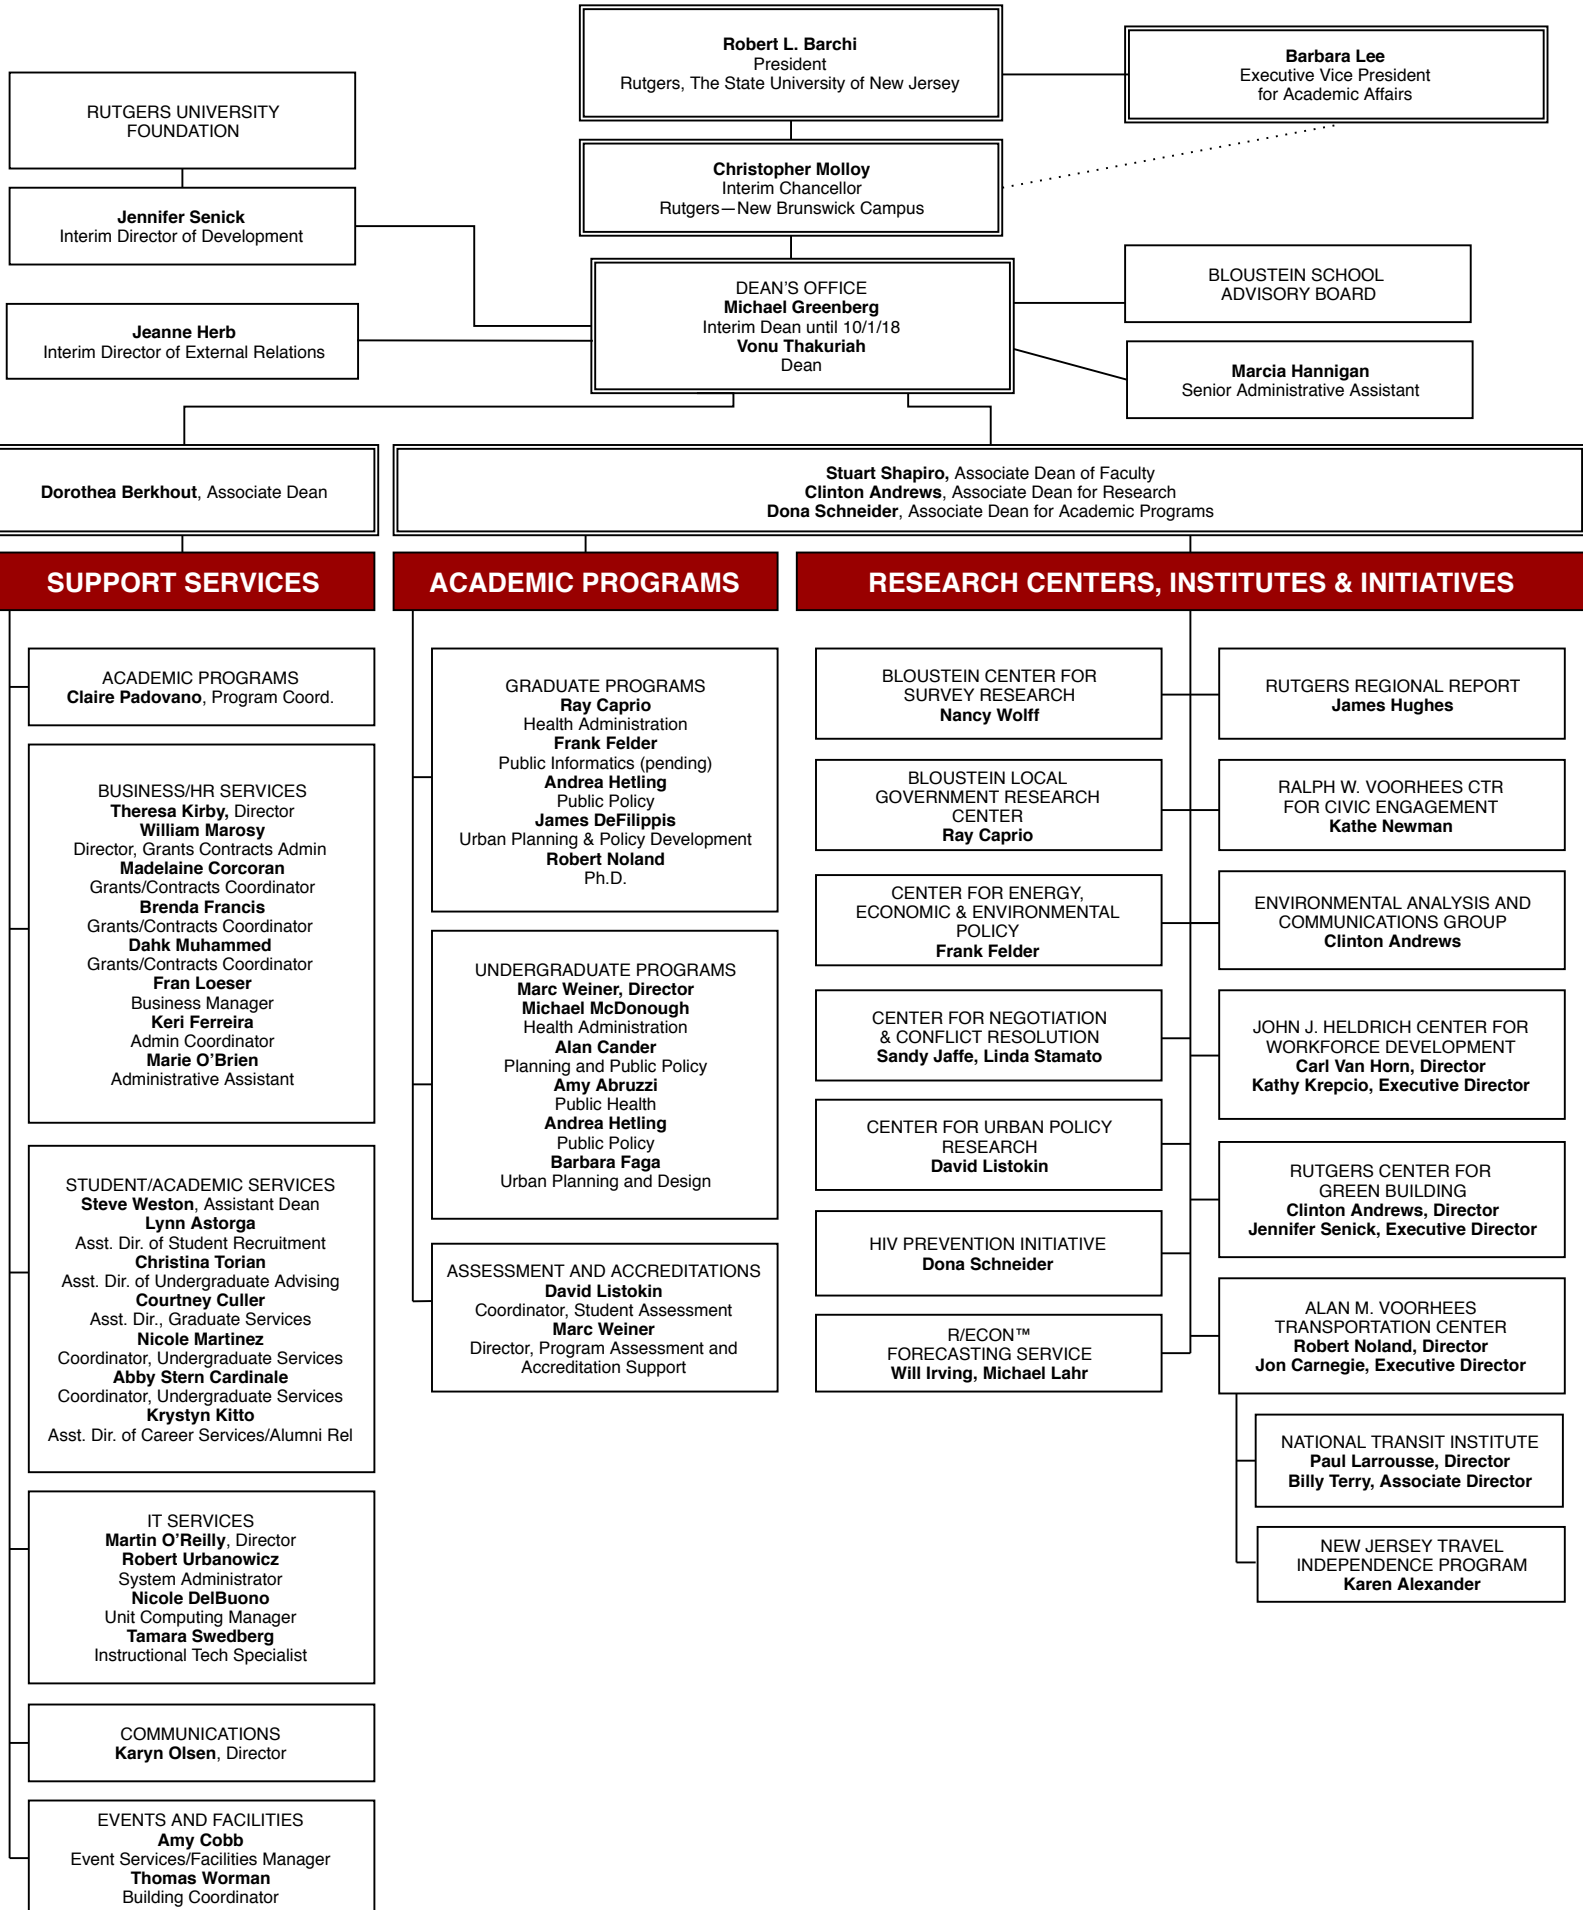 Robert L. Barchi
President
Rutgers, The State University of New Jersey
Barbara Lee
Executive Vice President
for Academic Affairs
RUTGERS UNIVERSITY
FOUNDATION
Christopher Molloy
Interim Chancellor
Rutgers—New Brunswick Campus
Jennifer Senick
Interim Director of Development
DEAN'S OFFICE
Michael Greenberg
Interim Dean until 10/1/18
Vonu Thakuriah
Dean
BLOUSTEIN SCHOOL
ADVISORY BOARD
Jeanne Herb
Interim Director of External Relations
Marcia Hannigan
Senior Administrative Assistant
Dorothea Berkhout, Associate Dean
Stuart Shapiro, Associate Dean of Faculty
Clinton Andrews, Associate Dean for Research
Dona Schneider, Associate Dean for Academic Programs
SUPPORT SERVICES
ACADEMIC PROGRAMS
Claire Padovano, Program Coord.
BUSINESS/HR SERVICES
Theresa Kirby, Director
William Marosy
Director, Grants Contracts Admin
Madelaine Corcoran
Grants/Contracts Coordinator
Brenda Francis
Grants/Contracts Coordinator
Dahk Muhammed
Grants/Contracts Coordinator
Fran Loeser
Business Manager
Keri Ferreira
Admin Coordinator
Marie O'Brien
Administrative Assistant
STUDENT/ACADEMIC SERVICES
Steve Weston, Assistant Dean
Lynn Astorga
Asst. Dir. of Student Recruitment
Christina Torian
Asst. Dir. of Undergraduate Advising
Courtney Culler
Asst. Dir., Graduate Services
Nicole Martinez
Coordinator, Undergraduate Services
Abby Stern Cardinale
Coordinator, Undergraduate Services
Krystyn Kitto
Asst. Dir. of Career Services/Alumni Rel
IT SERVICES
Martin O'Reilly, Director
Robert Urbanowicz
System Administrator
Nicole DelBuono
Unit Computing Manager
Tamara Swedberg
Instructional Tech Specialist
COMMUNICATIONS
Karyn Olsen, Director
EVENTS AND FACILITIES
Amy Cobb
Event Services/Facilities Manager
Thomas Worman
Building Coordinator
ACADEMIC PROGRAMS
GRADUATE PROGRAMS
Ray Caprio
Health Administration
Frank Felder
Public Informatics (pending)
Andrea Hetling
Public Policy
James DeFilippis
Urban Planning & Policy Development
Robert Noland
Ph.D.
UNDERGRADUATE PROGRAMS
Marc Weiner, Director
Michael McDonough
Health Administration
Alan Cander
Planning and Public Policy
Amy Abruzzi
Public Health
Andrea Hetling
Public Policy
Barbara Faga
Urban Planning and Design
ASSESSMENT AND ACCREDITATIONS
David Listokin
Coordinator, Student Assessment
Marc Weiner
Director, Program Assessment and
Accreditation Support
RESEARCH CENTERS, INSTITUTES & INITIATIVES
BLOUSTEIN CENTER FOR
SURVEY RESEARCH
Nancy Wolff
BLOUSTEIN LOCAL
GOVERNMENT RESEARCH
CENTER
Ray Caprio
CENTER FOR ENERGY,
ECONOMIC & ENVIRONMENTAL
POLICY
Frank Felder
CENTER FOR NEGOTIATION
& CONFLICT RESOLUTION
Sandy Jaffe, Linda Stamato
CENTER FOR URBAN POLICY
RESEARCH
David Listokin
HIV PREVENTION INITIATIVE
Dona Schneider
R/ECON™
FORECASTING SERVICE
Will Irving, Michael Lahr
RUTGERS REGIONAL REPORT
James Hughes
RALPH W. VOORHEES CTR
FOR CIVIC ENGAGEMENT
Kathe Newman
ENVIRONMENTAL ANALYSIS AND
COMMUNICATIONS GROUP
Clinton Andrews
JOHN J. HELDRICH CENTER FOR
WORKFORCE DEVELOPMENT
Carl Van Horn, Director
Kathy Krepcio, Executive Director
RUTGERS CENTER FOR
GREEN BUILDING
Clinton Andrews, Director
Jennifer Senick, Executive Director
ALAN M. VOORHEES
TRANSPORTATION CENTER
Robert Noland, Director
Jon Carnegie, Executive Director
NATIONAL TRANSIT INSTITUTE
Paul Larrousse, Director
Billy Terry, Associate Director
NEW JERSEY TRAVEL
INDEPENDENCE PROGRAM
Karen Alexander